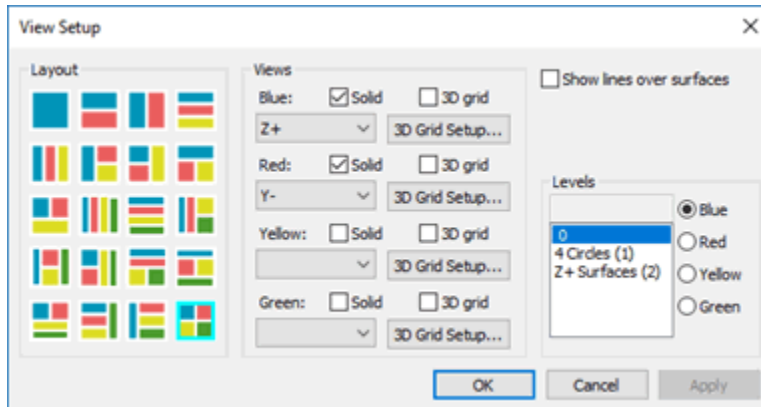 View Setup
Layout
Views
Blue: Solid 3D grid
Z+ 3D Grid Setup...
Red: Solid 3D grid
Y- 3D Grid Setup...
Yellow: Solid 3D grid
3D Grid Setup...
Green: Solid 3D grid
3D Grid Setup...
Show lines over surfaces
Levels
0
4 Circles (1)
Z+ Surfaces (2)
Blue
Red
Yellow
Green
OK Cancel Apply